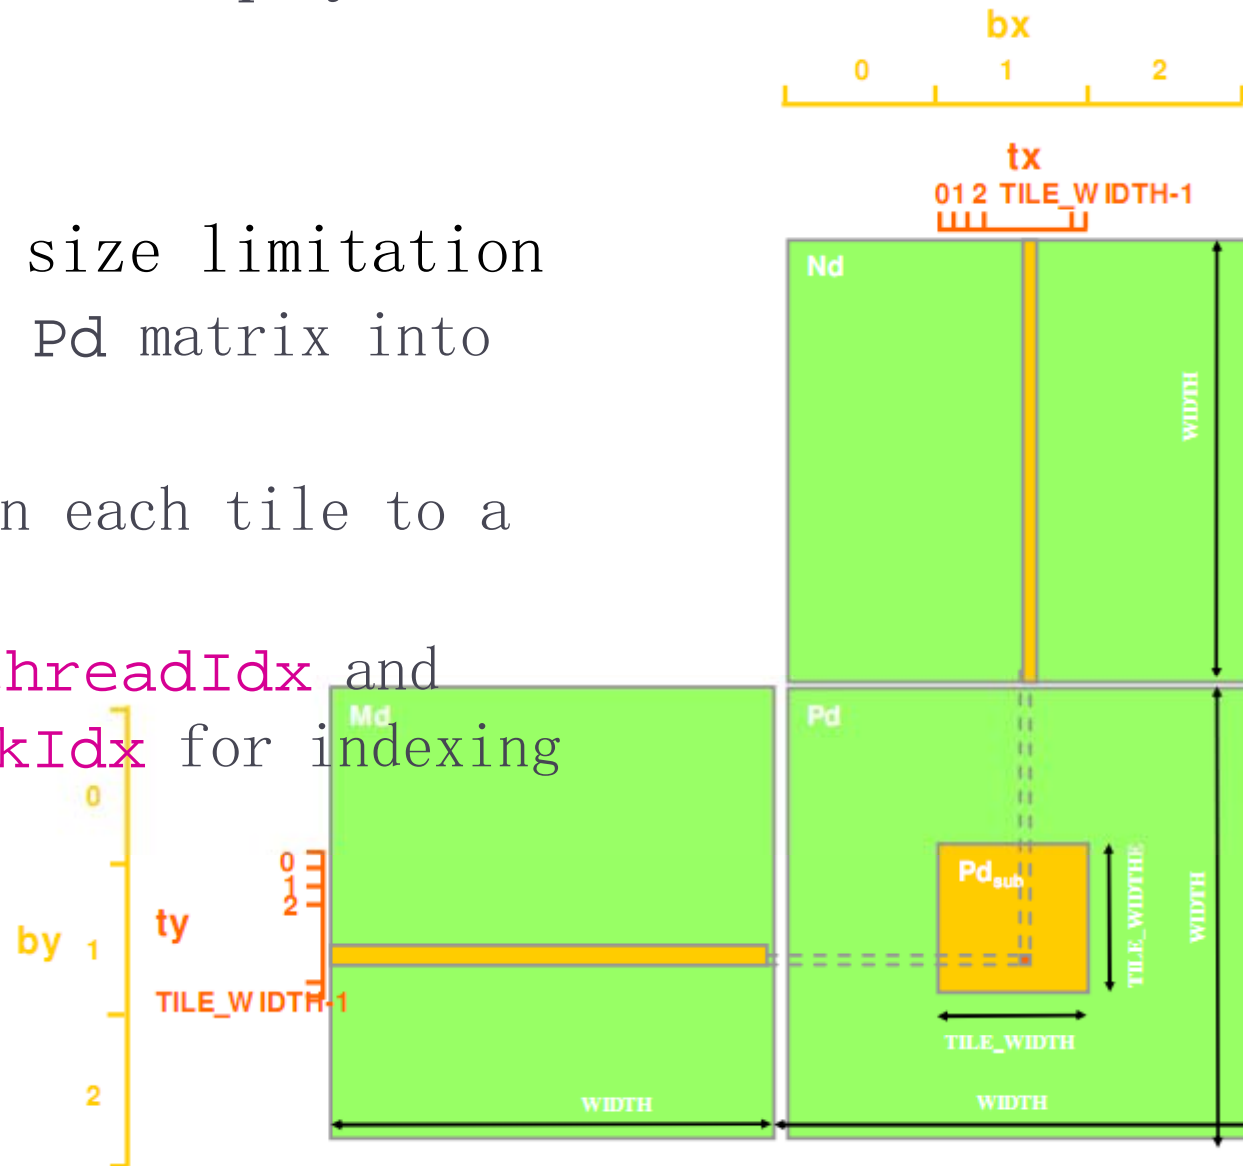 bx
0 1 2
tx
012 TILE_WIDTH-1
size limitation
Pd matrix into
n each tile to a
hreadIdx and
kIdx for indexing
Nd
WIDTH
Md
Pd
0
0
1
2
ty
by 1
TILE_WIDTH-1
2
Pdsub
TILE_WIDTHE
WIDTH
TILE_WIDTH
WIDTH
WIDTH